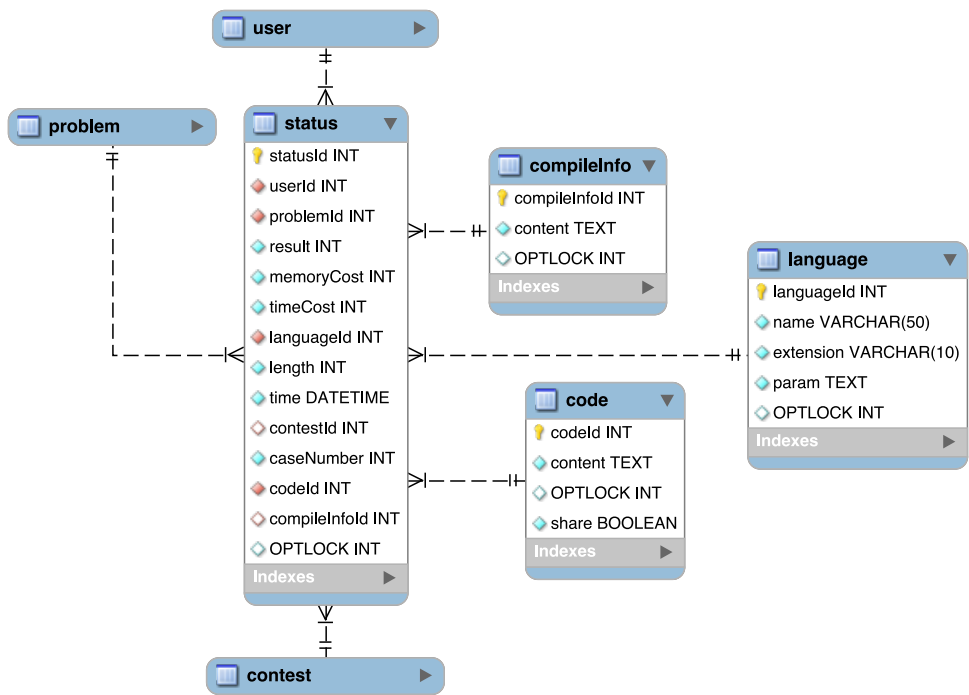 user
problem
status
statusId INT
userId INT
problemId INT
result INT
memoryCost INT
timeCost INT
languageId INT
length INT
time DATETIME
contestId INT
caseNumber INT
codeId INT
compileInfoId INT
OPTLOCK INT
Indexes
compileInfo
compileInfoId INT
content TEXT
OPTLOCK INT
Indexes
language
languageId INT
name VARCHAR(50)
extension VARCHAR(10)
param TEXT
OPTLOCK INT
Indexes
code
codeId INT
content TEXT
OPTLOCK INT
share BOOLEAN
Indexes
contest